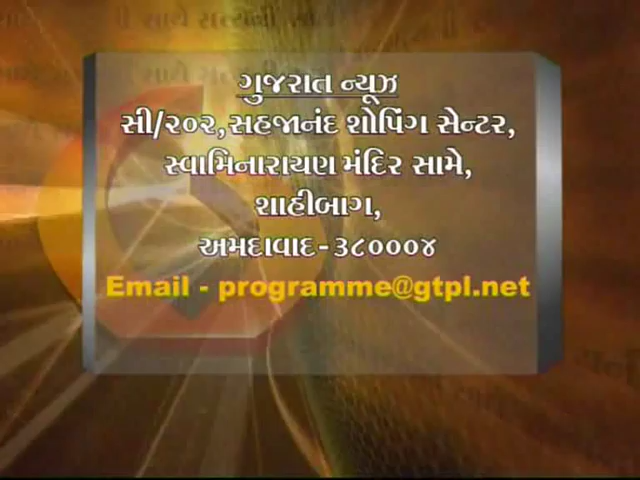 ગુજરાત ન્યૂઝ
સી/૨૦૨,સહજાનંદ શોપિંગ સેન્ટર,
સ્વામિનારાયણ મંદિર સામે,
શાહીબાગ,
અમદાવાદ-૩૮૦૦૦૪
Email - programme@gtpl.net